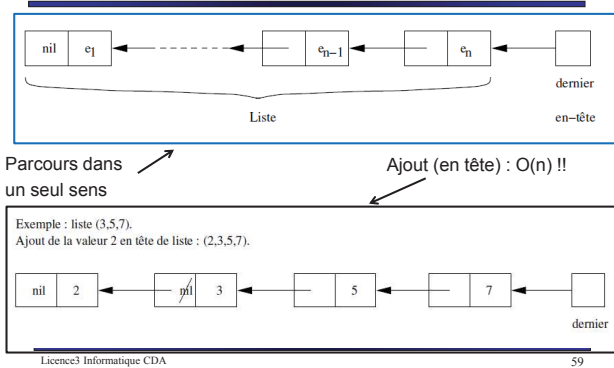 nil e1 en−1 en
dernier
Liste en-tête
Parcours dans
un seul sens
Ajout (en tête) : O(n) !!
Exemple : liste (3,5,7).
Ajout de la valeur 2 en tête de liste : (2,3,5,7).
nil 2 nil 3 5 7
dernier
Licence3 Informatique CDA 59